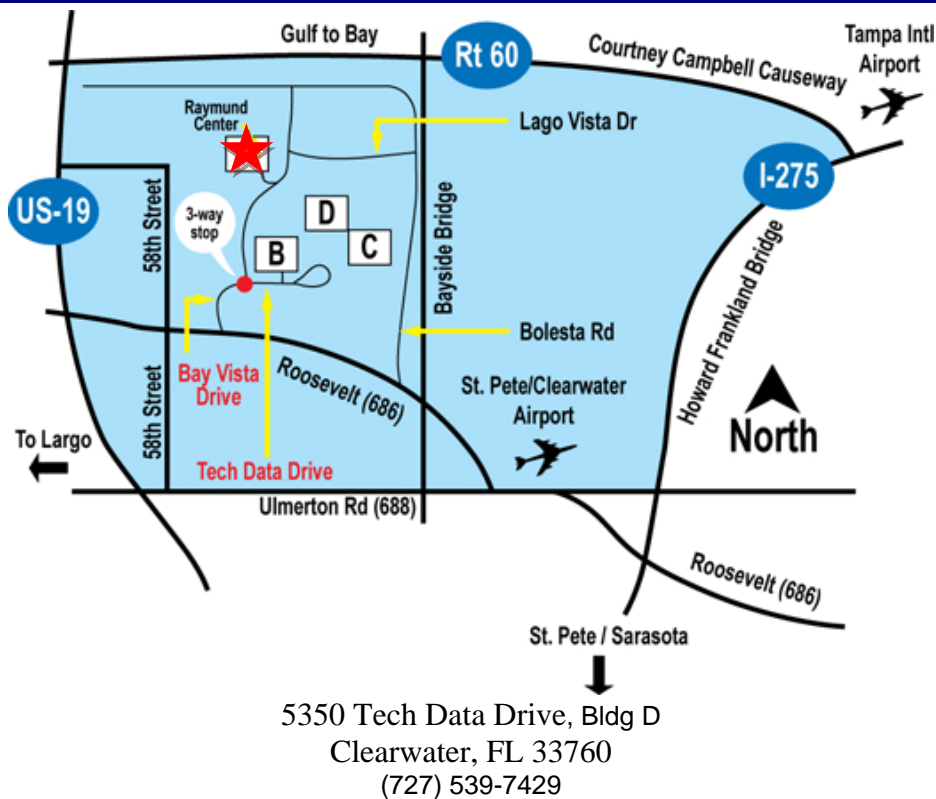 Gulf to Bay
Rt 60
Courtney Campbell Causeway
Tampa Intl
Airport
Raymund
Center
Lago Vista Dr
I-275
US-19
58th Street
3-way
stop
D
C
B
Bayside Bridge
Howard Frankland Bridge
Bolesta Rd
Bay Vista
Drive
Roosevelt (686)
St. Pete/Clearwater
Airport
North
58th Street
To Largo
Tech Data Drive
Ulmerton Rd (688)
Roosevelt (686)
St. Pete / Sarasota
5350 Tech Data Drive, Bldg D
Clearwater, FL 33760
(727) 539-7429